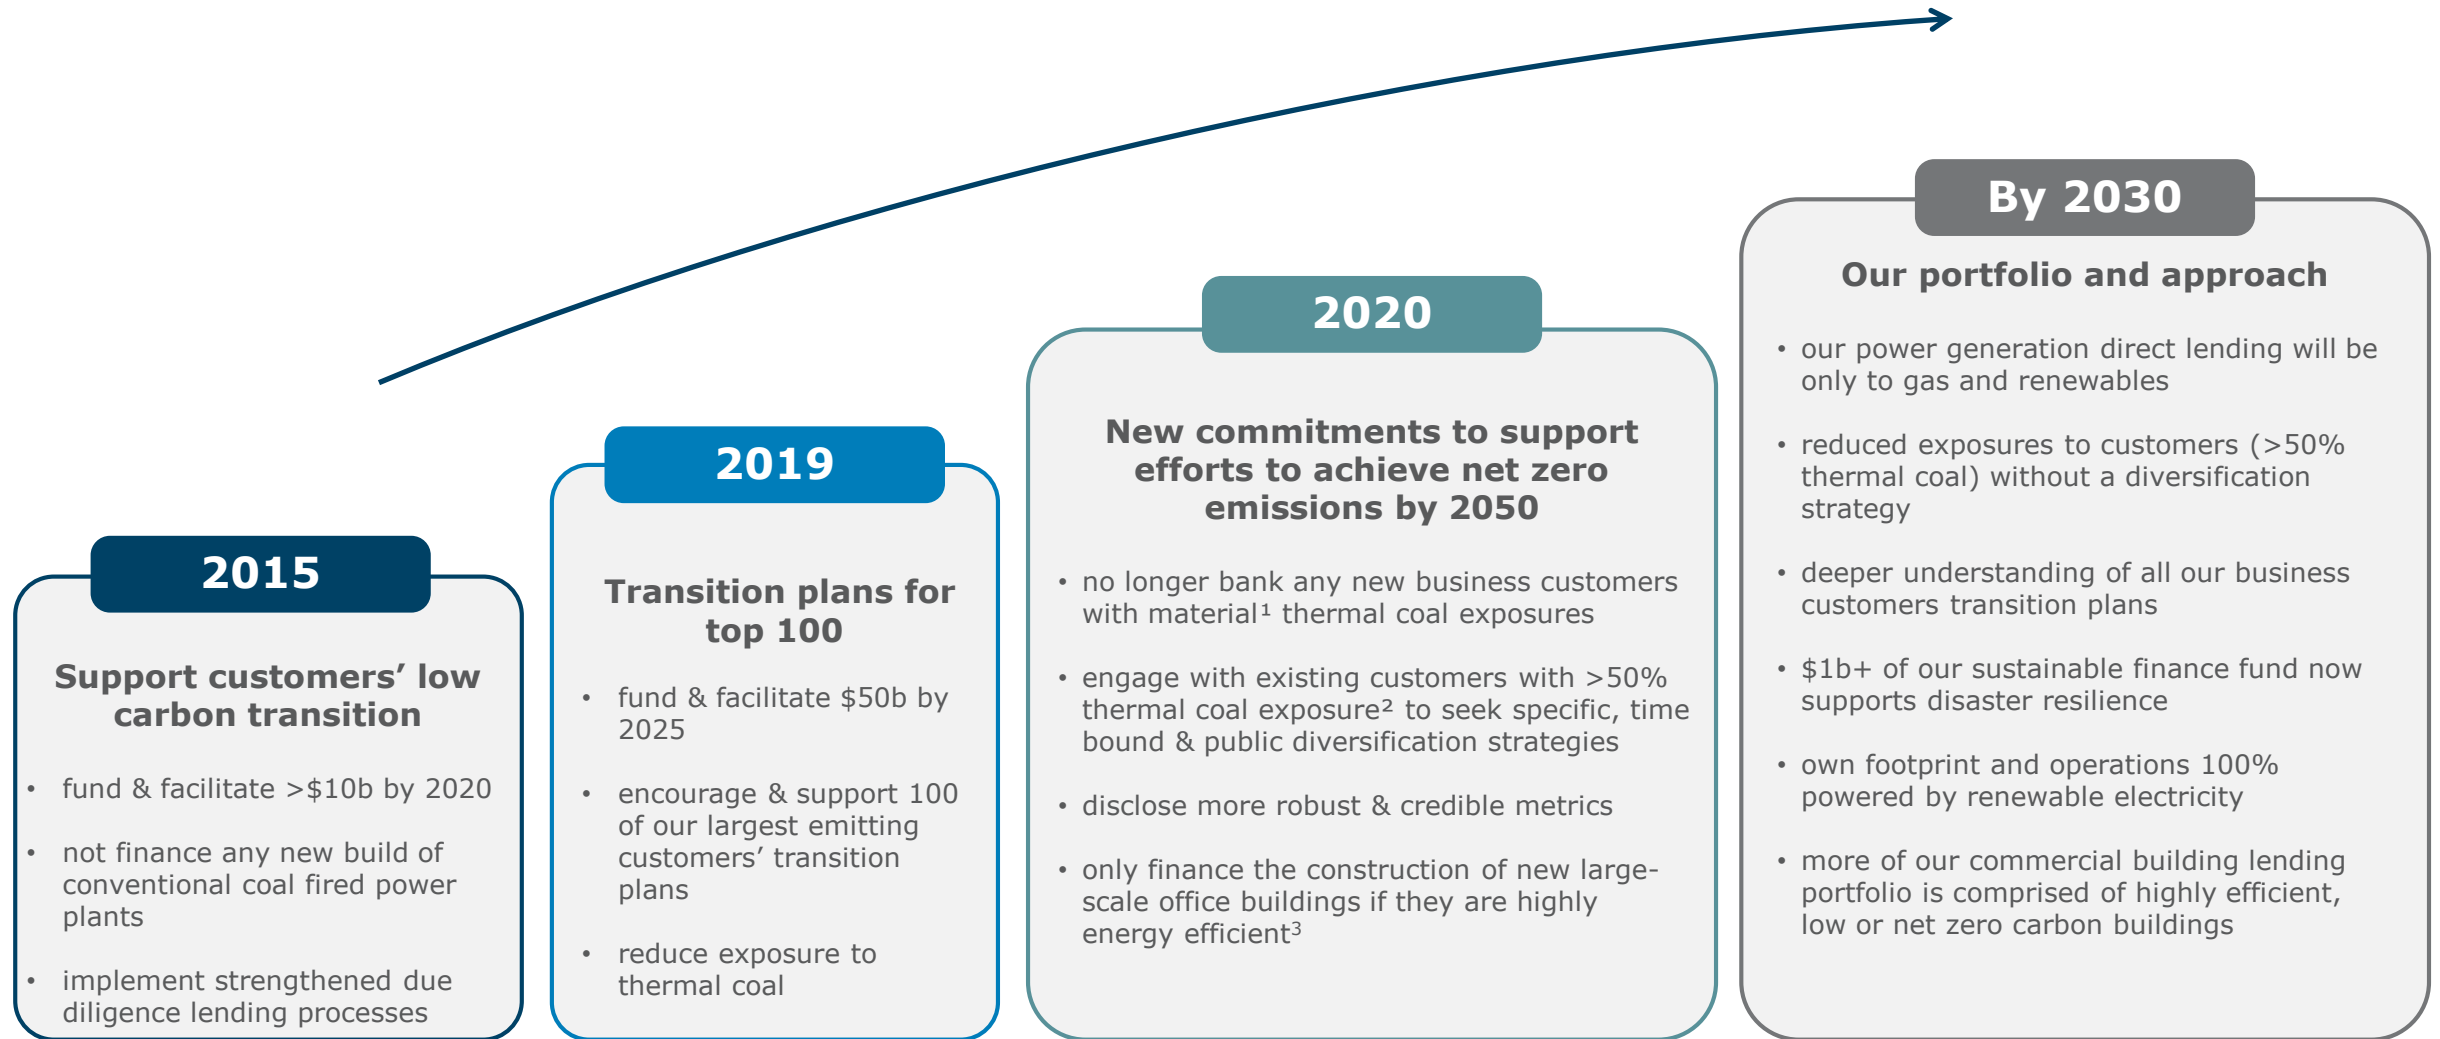 2015
Support customers’ low
carbon transition
• fund & facilitate >$10b by 2020
• not finance any new build of
conventional coal fired power
plants
• implement strengthened due
diligence lending processes
2019
Transition plans for
top 100
• fund & facilitate $50b by
2025
• encourage & support 100
of our largest emitting
customers’ transition
plans
• reduce exposure to
thermal coal
2020
New commitments to support
efforts to achieve net zero
emissions by 2050
• no longer bank any new business customers
with material¹ thermal coal exposures
• engage with existing customers with >50%
thermal coal exposure² to seek specific, time
bound & public diversification strategies
• disclose more robust & credible metrics
• only finance the construction of new large-
scale office buildings if they are highly
energy efficient³
By 2030
Our portfolio and approach
• our power generation direct lending will be
only to gas and renewables
• reduced exposures to customers (>50%
thermal coal) without a diversification
strategy
• deeper understanding of all our business
customers transition plans
• $1b+ of our sustainable finance fund now
supports disaster resilience
• own footprint and operations 100%
powered by renewable electricity
• more of our commercial building lending
portfolio is comprised of highly efficient,
low or net zero carbon buildings